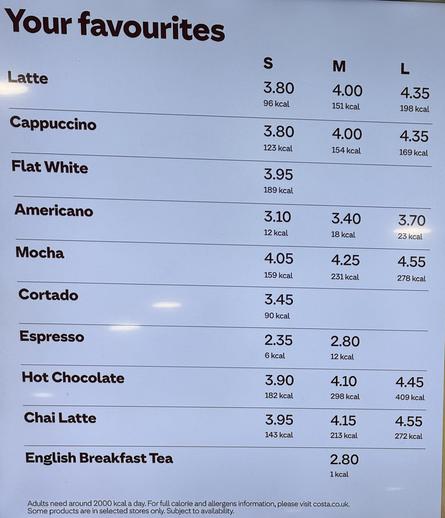 Your favourites
S M L
Latte 3.80 4.00 4.35
96 kcal 151 kcal 198 kcal
Cappuccino 3.80 4.00 4.35
123 kcal 154 kcal 169 kcal
Flat White 3.95
189 kcal
Americano 3.10 3.40 3.70
12 kcal 18 kcal 23 kcal
Mocha 4.05 4.25 4.55
159 kcal 231 kcal 278 kcal
Cortado 3.45
90 kcal
Espresso 2.35 2.80
6 kcal 12 kcal
Hot Chocolate 3.90 4.10 4.45
182 kcal 298 kcal 409 kcal
Chai Latte 3.95 4.15 4.55
143 kcal 213 kcal 272 kcal
English Breakfast Tea 2.80
1 kcal
Adults need around 2000 kcal a day. For full calorie and allergens information, please visit costa.co.uk.
Some products are in selected stores only. Subject to availability.